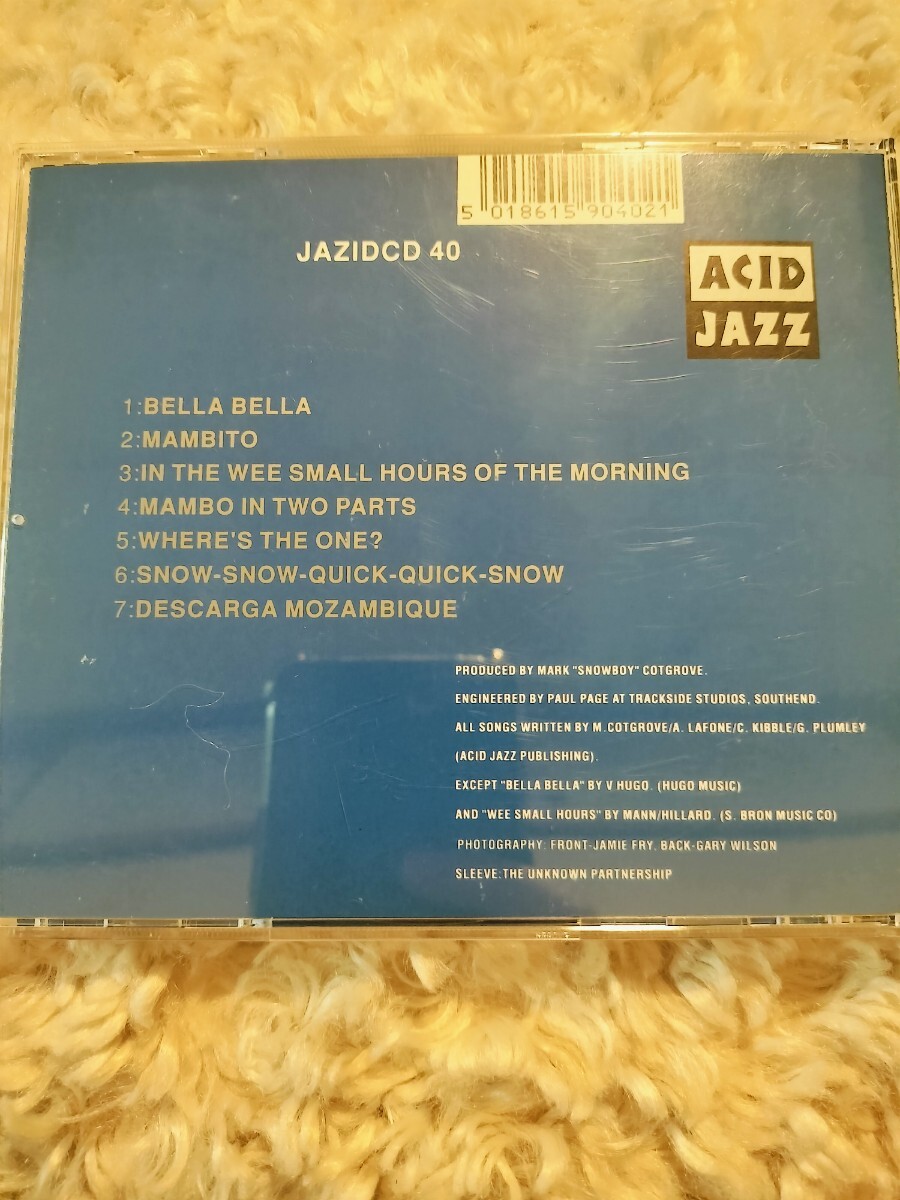 5 018615 904021
JAZIDCD 40
ACID
JAZZ
1:BELLA BELLA
2:MAMBITO
3:IN THE WEE SMALL HOURS OF THE MORNING
4:MAMBO IN TWO PARTS
5:WHERE'S THE ONE?
6:SNOW-SNOW-QUICK-QUICK-SNOW
7:DESCARGA MOZAMBIQUE
PRODUCED BY MARK "SNOWBOY" COTGROVE.
ENGINEERED BY PAUL PAGE AT TRACKSIDE STUDIOS, SOUTHEND.
ALL SONGS WRITTEN BY M.COTGROVE/A. LAFONE/C. KIBBLE/G. PLUMLEY
(ACID JAZZ PUBLISHING).
EXCEPT "BELLA BELLA" BY V HUGO. (HUGO MUSIC)
AND "WEE SMALL HOURS" BY MANN/HILLARD. (S. BRON MUSIC CO)
PHOTOGRAPHY: FRONT-JAMIE FRY. BACK-GARY WILSON
SLEEVE:THE UNKNOWN PARTNERSHIP